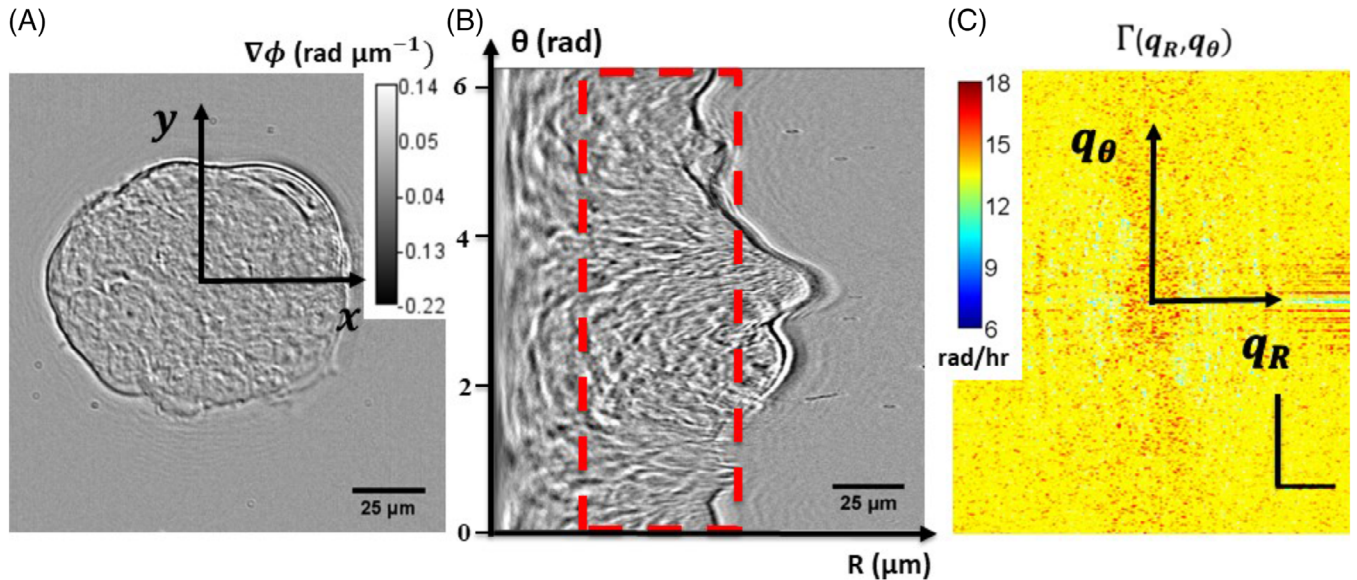 (A)
∇ϕ (rad μm⁻¹)
0.14
0.05
-0.04
-0.13
-0.22
y
x
25 μm
(B)
θ (rad)
6
4
2
0
25 μm
R (μm)
(C)
Γ(q_R,q_θ)
18
15
12
9
6
rad/hr
q_θ
q_R